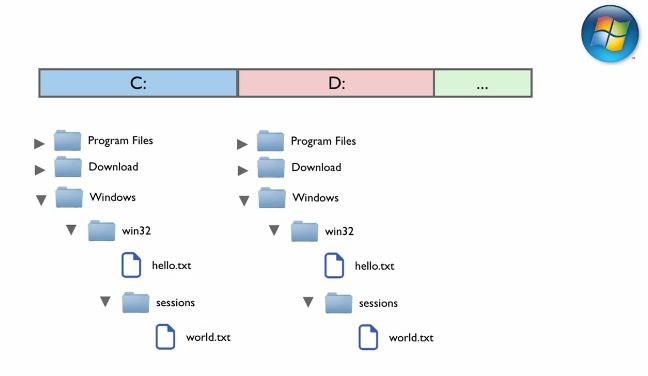 C: D: ...
Program Files Program Files
Download Download
Windows Windows
win32 win32
hello.txt hello.txt
sessions sessions
world.txt world.txt